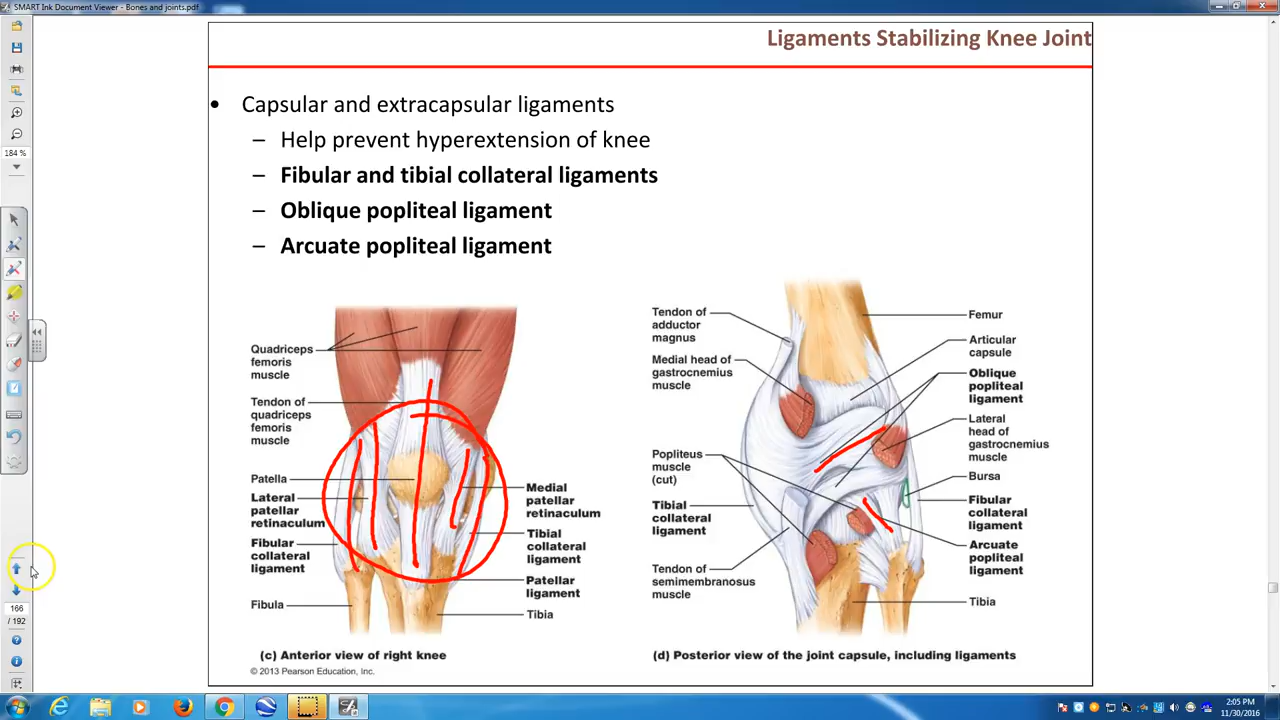 SMART Ink Document Viewer - Bones and joints.pdf
Ligaments Stabilizing Knee Joint
• Capsular and extracapsular ligaments
– Help prevent hyperextension of knee
– Fibular and tibial collateral ligaments
– Oblique popliteal ligament
– Arcuate popliteal ligament
184 %
Quadriceps
femoris
muscle
Tendon of
quadriceps
femoris
muscle
Patella
Lateral
patellar
retinaculum
Fibular
collateral
ligament
Fibula
Medial
patellar
retinaculum
Tibial
collateral
ligament
Patellar
ligament
Tibia
(c) Anterior view of right knee
© 2013 Pearson Education, Inc.
Tendon of
adductor
magnus
Medial head of
gastrocnemius
muscle
Popliteus
muscle
(cut)
Tibial
collateral
ligament
Tendon of
semimembranosus
muscle
Femur
Articular
capsule
Oblique
popliteal
ligament
Lateral
head of
gastrocnemius
muscle
Bursa
Fibular
collateral
ligament
Arcuate
popliteal
ligament
Tibia
(d) Posterior view of the joint capsule, including ligaments
166
/ 192
2:05 PM
11/30/2016